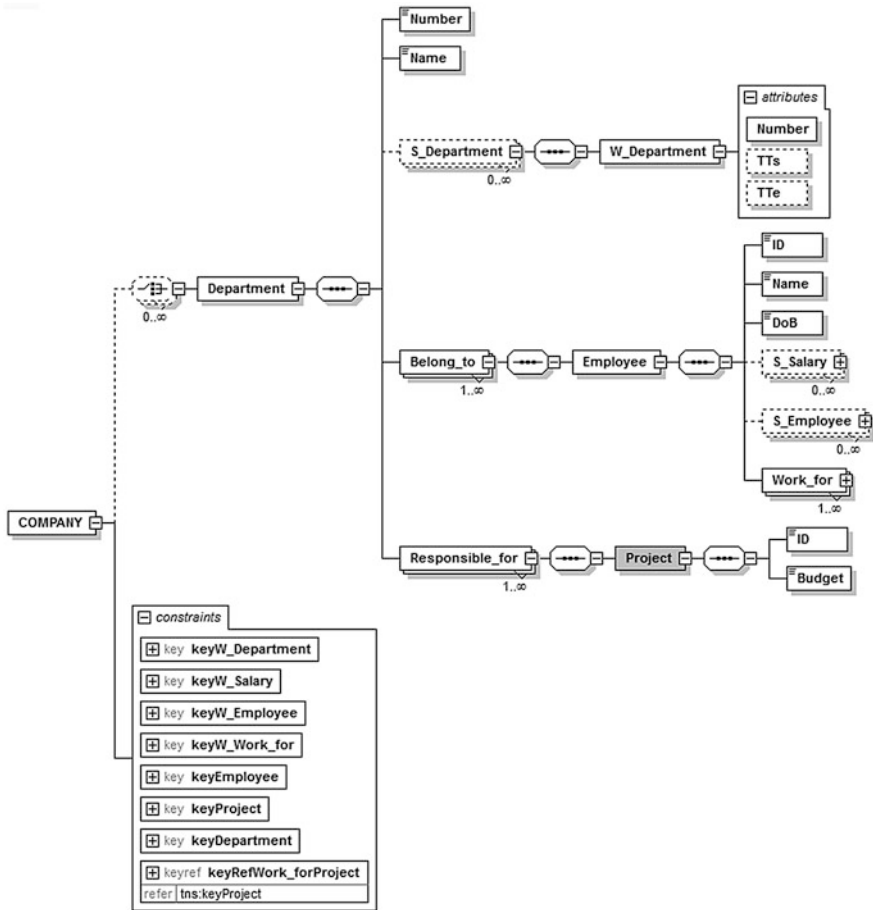 Number
Name
attributes
S_Department
W_Department
Number
0..∞
TTs
TTe
ID
Department
Name
0..∞
DoB
Belong_to
Employee
S_Salary
1..∞
0..∞
S_Employee
0..∞
Work_for
1..∞
COMPANY
ID
Responsible_for
Project
1..∞
Budget
constraints
key keyW_Department
key keyW_Salary
key keyW_Employee
key keyW_Work_for
key keyEmployee
key keyProject
key keyDepartment
keyref keyRefWork_forProject
refer tns:keyProject